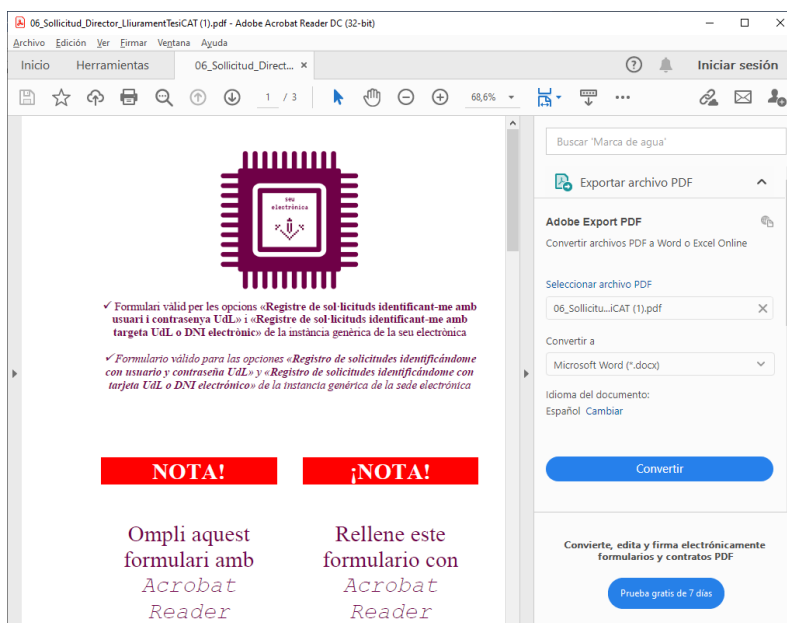 06_Sollicitud_Director_LliuramentTesiCAT (1).pdf - Adobe Acrobat Reader DC (32-bit)
Archivo Edición Ver Firmar Ventana Ayuda
Inicio Herramientas 06_Sollicitud_Direct... × Iniciar sesión
1 / 3 68,6%
seu
electrònica
✓ Formulari vàlid per les opcions «Registre de sol·licituds identificant-me amb
usuari i contrasenya UdL» i «Registre de sol·licituds identificant-me amb
targeta UdL o DNI electrònic» de la instància genèrica de la seu electrònica
✓ Formulario válido para las opciones «Registro de solicitudes identificándome
con usuario y contraseña UdL» y «Registro de solicitudes identificándome con
tarjeta UdL o DNI electrónico» de la instancia genérica de la sede electrónica
NOTA!
Ompli aquest
formulari amb
Acrobat
Reader
¡NOTA!
Rellene este
formulario con
Acrobat
Reader
Buscar 'Marca de agua'
Exportar archivo PDF
Adobe Export PDF
Convertir archivos PDF a Word o Excel Online
Seleccionar archivo PDF
06_Sollicitu...iCAT (1).pdf
Convertir a
Microsoft Word (*.docx)
Idioma del documento:
Español Cambiar
Convertir
Convierte, edita y firma electrónicamente
formularios y contratos PDF
Prueba gratis de 7 días